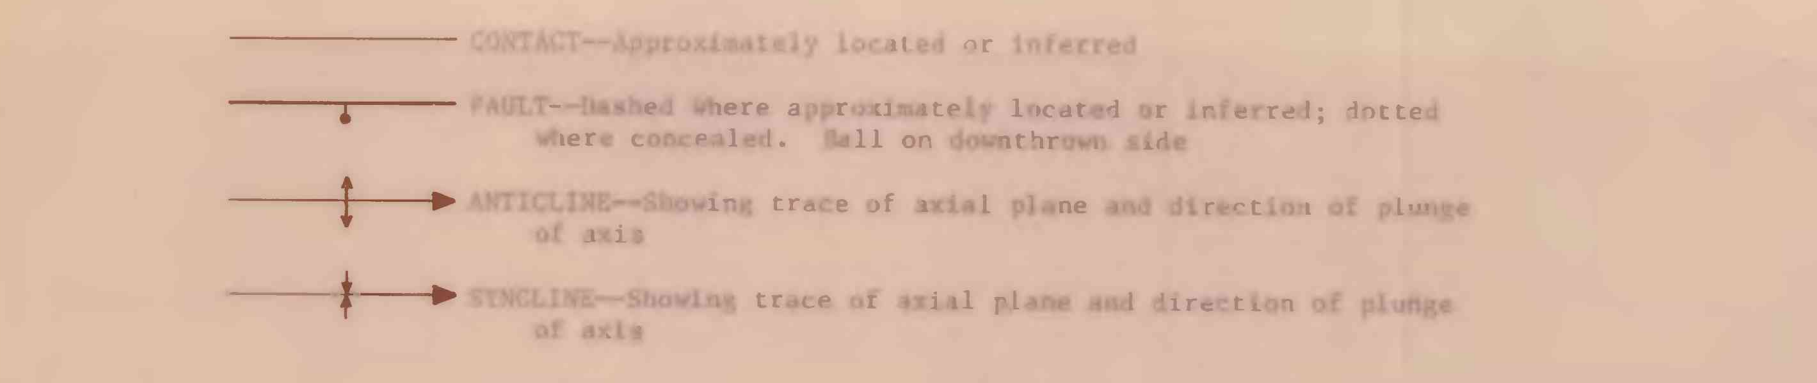 CONTACT--Approximately located or inferred
FAULT--Dashed where approximately located or inferred; dotted
where concealed. Ball on downthrown side
ANTICLINE--Showing trace of axial plane and direction of plunge
of axis
SYNCLINE--Showing trace of axial plane and direction of plunge
of axis